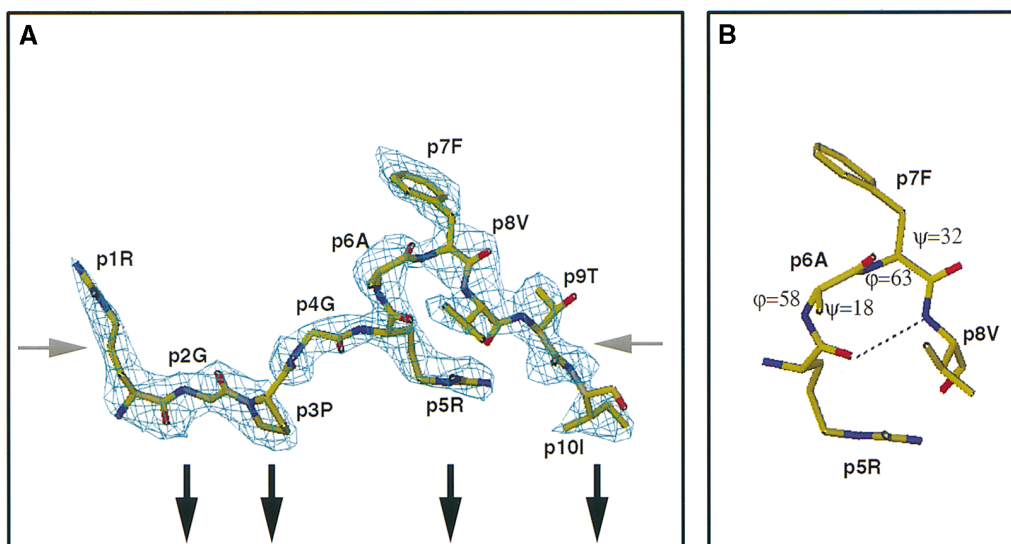 A
p7F
p8V
p6A
p1R
p9T
p4G
p2G
p3P
p5R
p10I
B
p7F
ψ=32
p6A
φ=63
φ=58
ψ=18
p8V
p5R